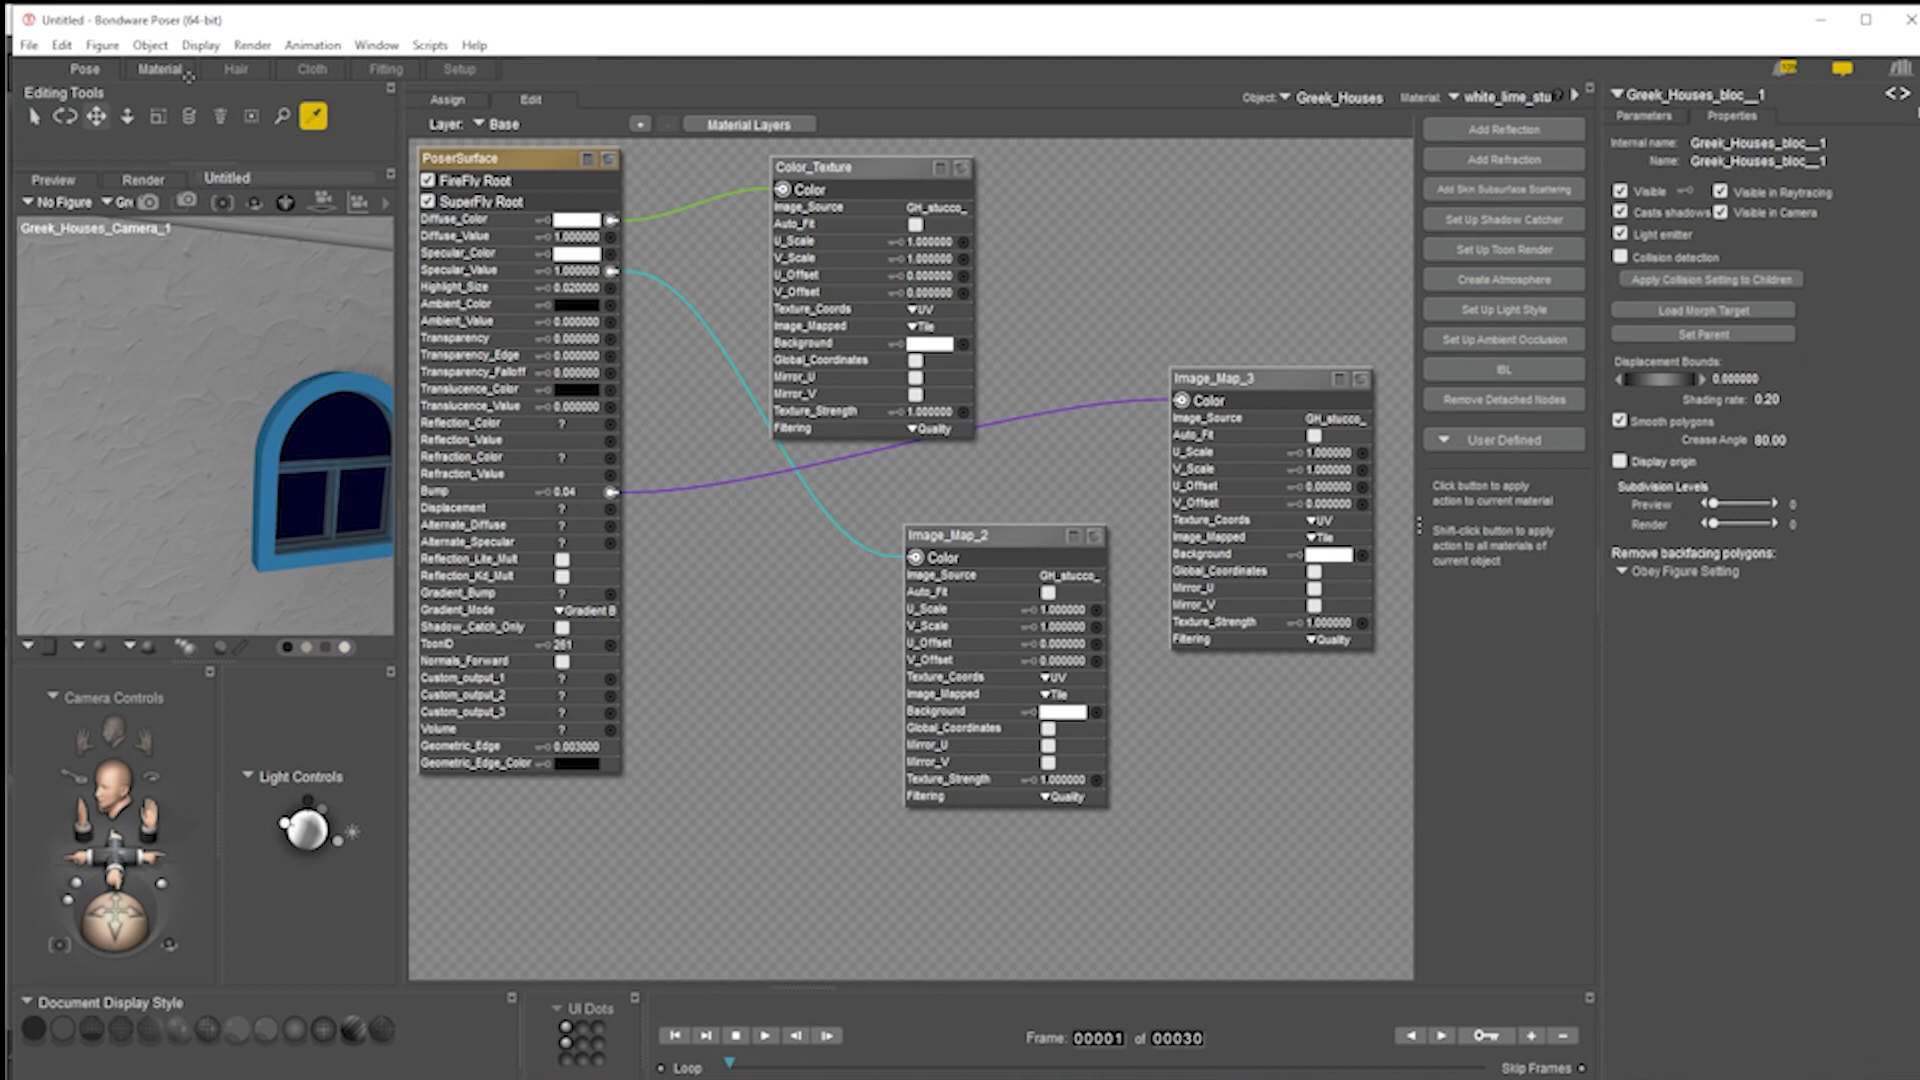 Untitled - Bondware Poser (64-bit)
File Edit Figure Object Display Render Animation Window Scripts Help
Pose Material Hair Cloth Fitting Setup
Editing Tools
Preview Render Untitled
No Figure
Greek_Houses_Camera_1
Camera Controls
Light Controls
Assign Edit
Object: Greek_Houses Material: white_lime_stu
Layer: Base
+ - Material Layers
PoserSurface
FireFly Root
SuperFly Root
Diffuse_Color
Diffuse_Value 1.000000
Specular_Color
Specular_Value 1.000000
Highlight_Size 0.020000
Ambient_Color
Ambient_Value 0.000000
Transparency 0.000000
Transparency_Edge 0.000000
Transparency_Falloff 0.000000
Translucence_Color
Translucence_Value 0.000000
Reflection_Color ?
Reflection_Value
Refraction_Color ?
Refraction_Value
Bump 0.04
Displacement ?
Alternate_Diffuse ?
Alternate_Specular ?
Reflection_Lite_Mult
Reflection_Kd_Mult
Gradient_Bump ?
Gradient_Mode Gradient B
Shadow_Catch_Only
ToonID 261
Normals_Forward
Custom_output_1 ?
Custom_output_2 ?
Custom_output_3 ?
Volume ?
Geometric_Edge 0.003000
Geometric_Edge_Color
Color_Texture
Color
Image_Source GH_stucco_
Auto_Fit
U_Scale 1.000000
V_Scale 1.000000
U_Offset 0.000000
V_Offset 0.000000
Texture_Coords UV
Image_Mapped Tile
Background
Global_Coordinates
Mirror_U
Mirror_V
Texture_Strength 1.000000
Filtering Quality
Image_Map_2
Color
Image_Source GH_stucco_
Auto_Fit
U_Scale 1.000000
V_Scale 1.000000
U_Offset 0.000000
V_Offset 0.000000
Texture_Coords UV
Image_Mapped Tile
Background
Global_Coordinates
Mirror_U
Mirror_V
Texture_Strength 1.000000
Filtering Quality
Image_Map_3
Color
Image_Source GH_stucco_
Auto_Fit
U_Scale 1.000000
V_Scale 1.000000
U_Offset 0.000000
V_Offset 0.000000
Texture_Coords UV
Image_Mapped Tile
Background
Global_Coordinates
Mirror_U
Mirror_V
Texture_Strength 1.000000
Filtering Quality
Add Reflection
Add Refraction
Add Skin Subsurface Scattering
Set Up Shadow Catcher
Set Up Toon Render
Create Atmosphere
Set Up Light Style
Set Up Ambient Occlusion
IBL
Remove Detached Nodes
User Defined
Click button to apply
action to current material
Shift-click button to apply
action to all materials of
current object
Greek_Houses_bloc__1
Parameters Properties
Internal name: Greek_Houses_bloc__1
Name: Greek_Houses_bloc__1
Visible Visible in Raytracing
Casts shadows Visible in Camera
Light emitter
Collision detection
Apply Collision Setting to Children
Load Morph Target
Set Parent
Displacement Bounds:
0.000000
Shading rate: 0.20
Smooth polygons
Crease Angle 80.00
Display origin
Subdivision Levels
Preview 0
Render 0
Remove backfacing polygons:
Obey Figure Setting
Document Display Style
UI Dots
Frame: 00001 of 00030
Loop
Skip Frames